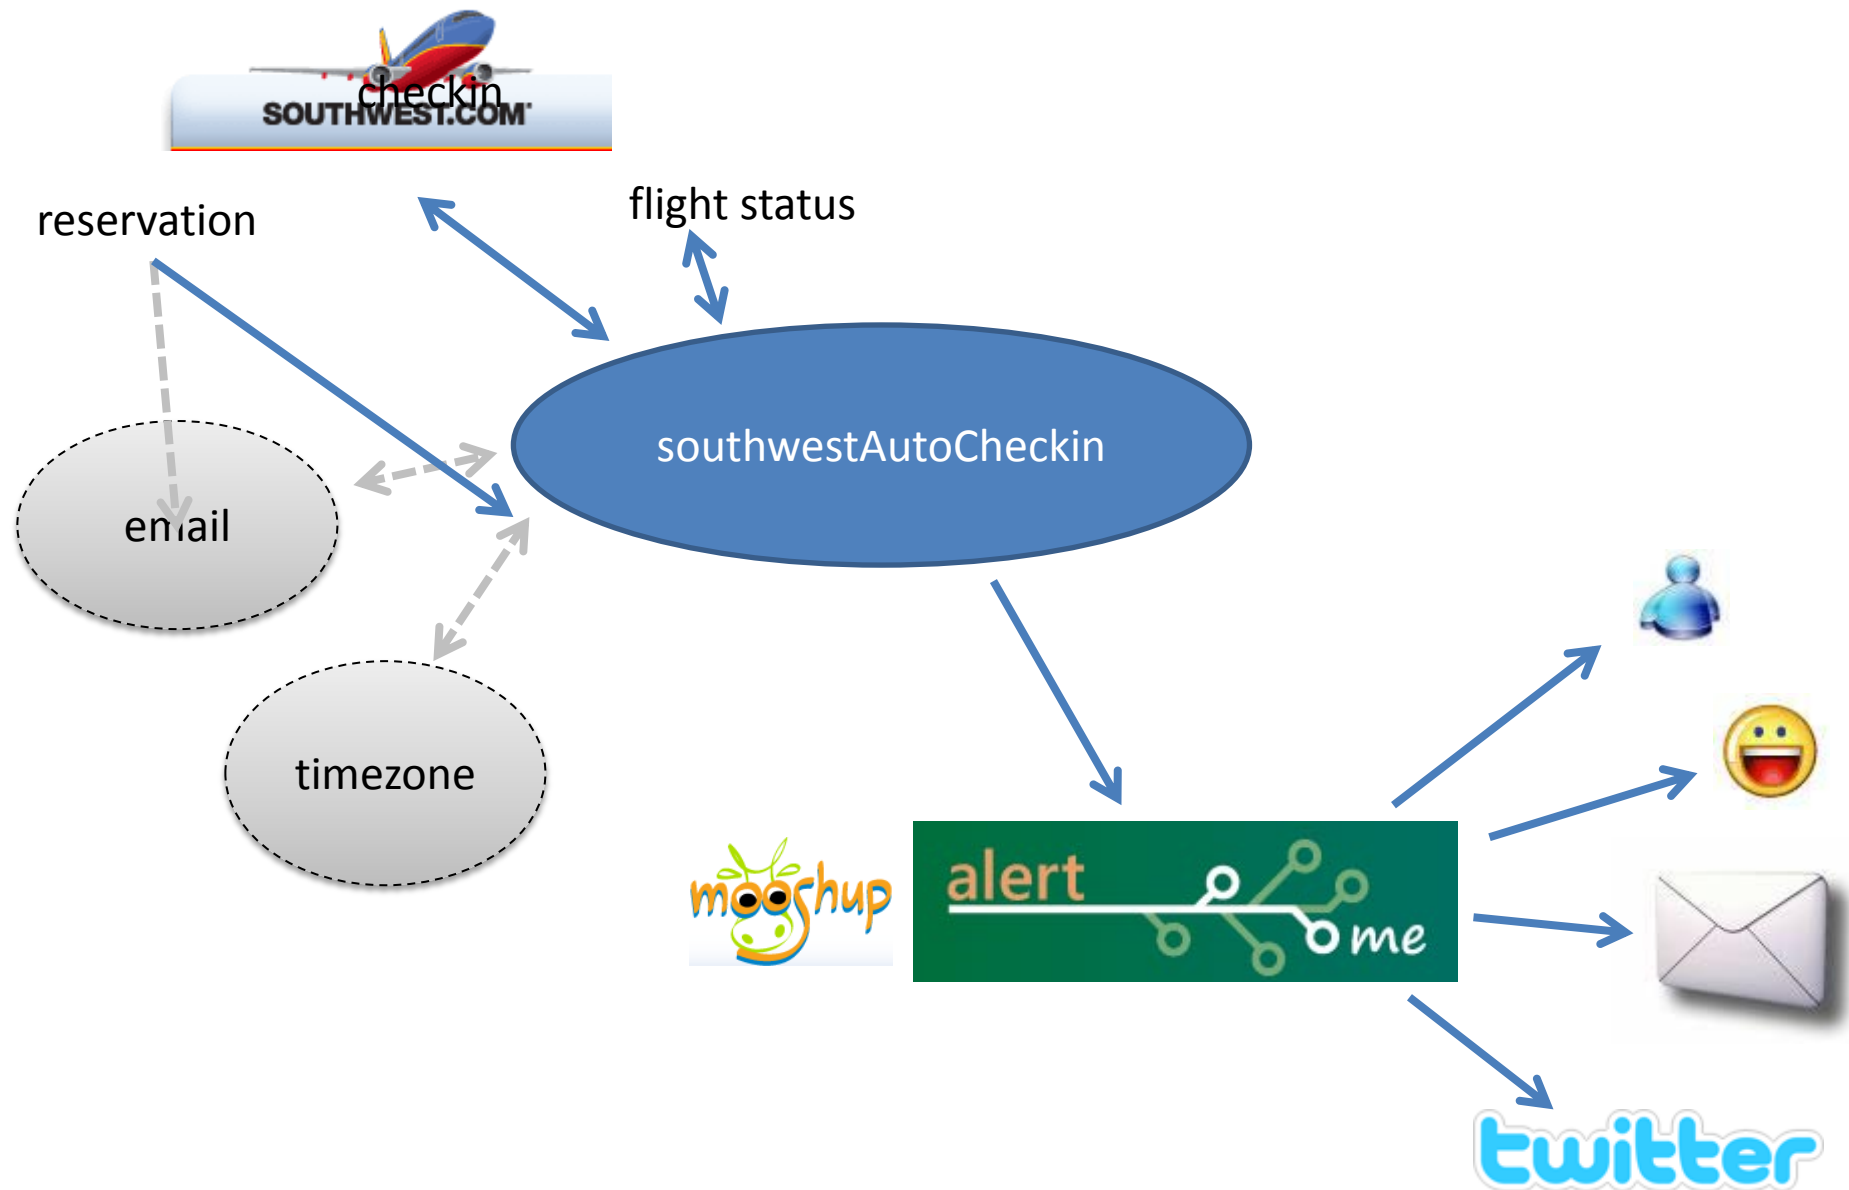 checkin
SOUTHWEST.COM
reservation
flight status
southwestAutoCheckin
email
timezone
mooshup
alert
me
twitter